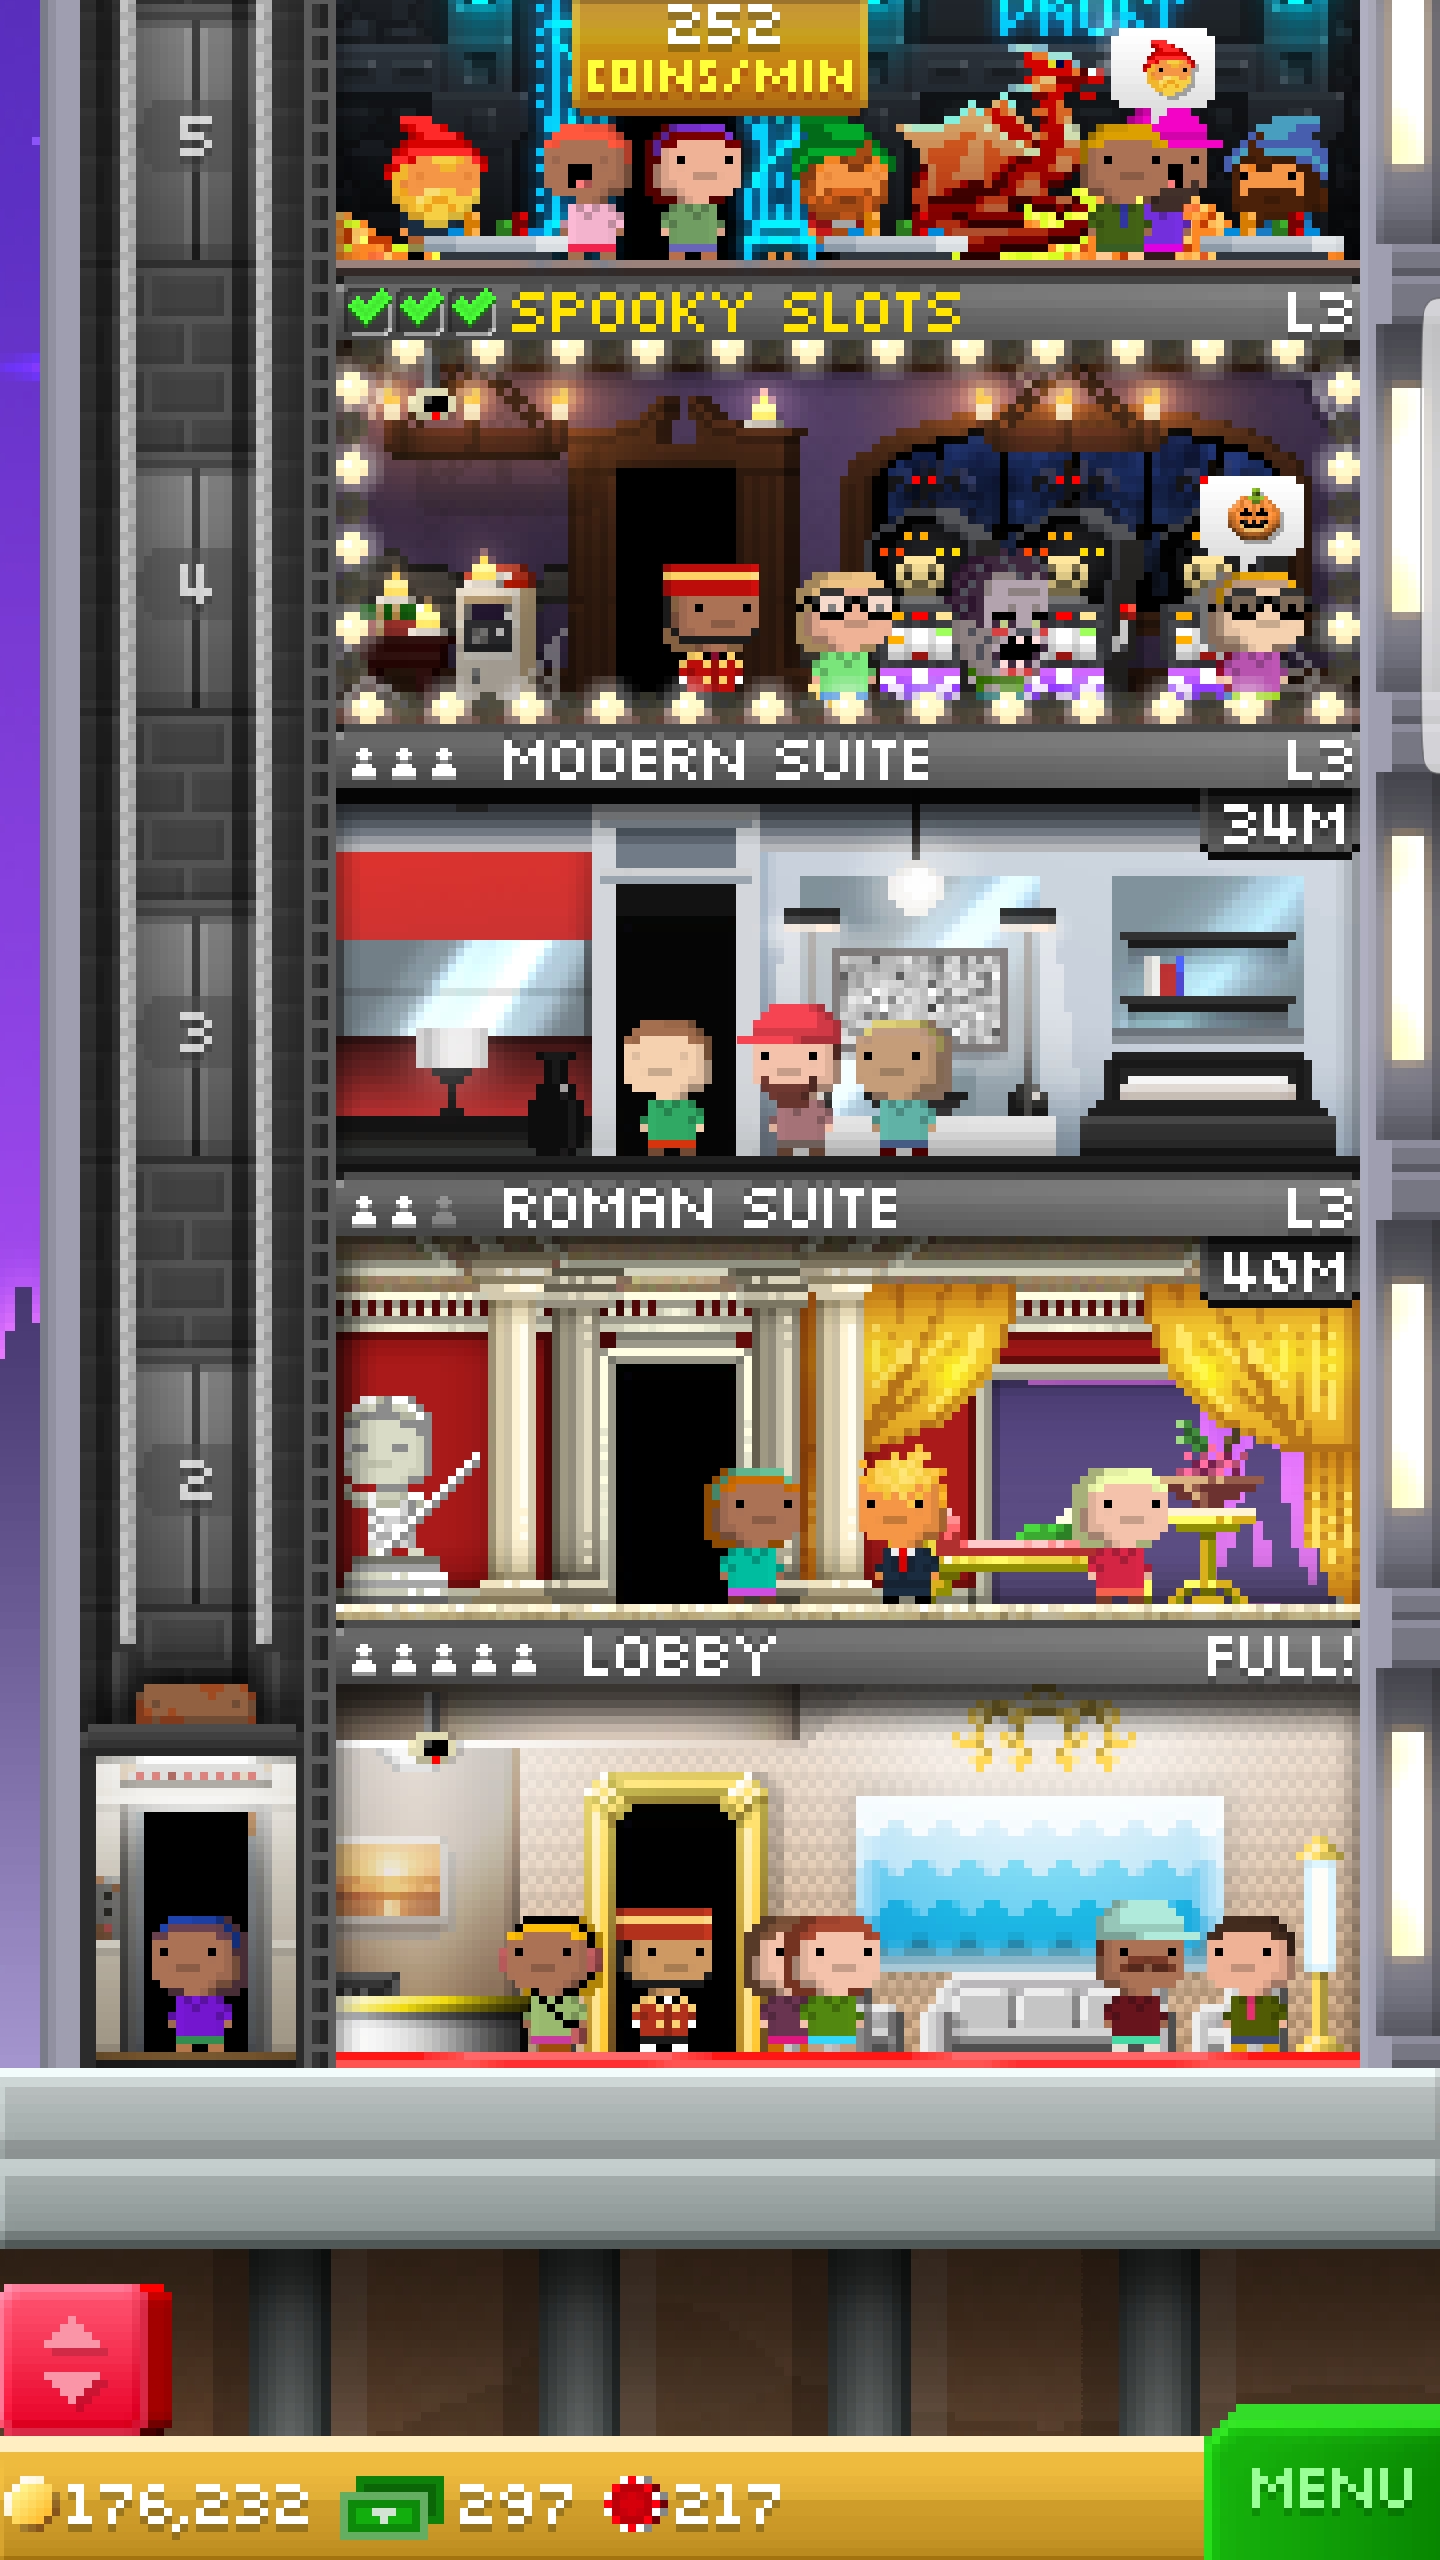 252
COINS/MIN
5
SPOOKY SLOTS L3
4
MODERN SUITE L3
34M
3
ROMAN SUITE L3
40M
2
LOBBY FULL!
176,232 297 217
MENU